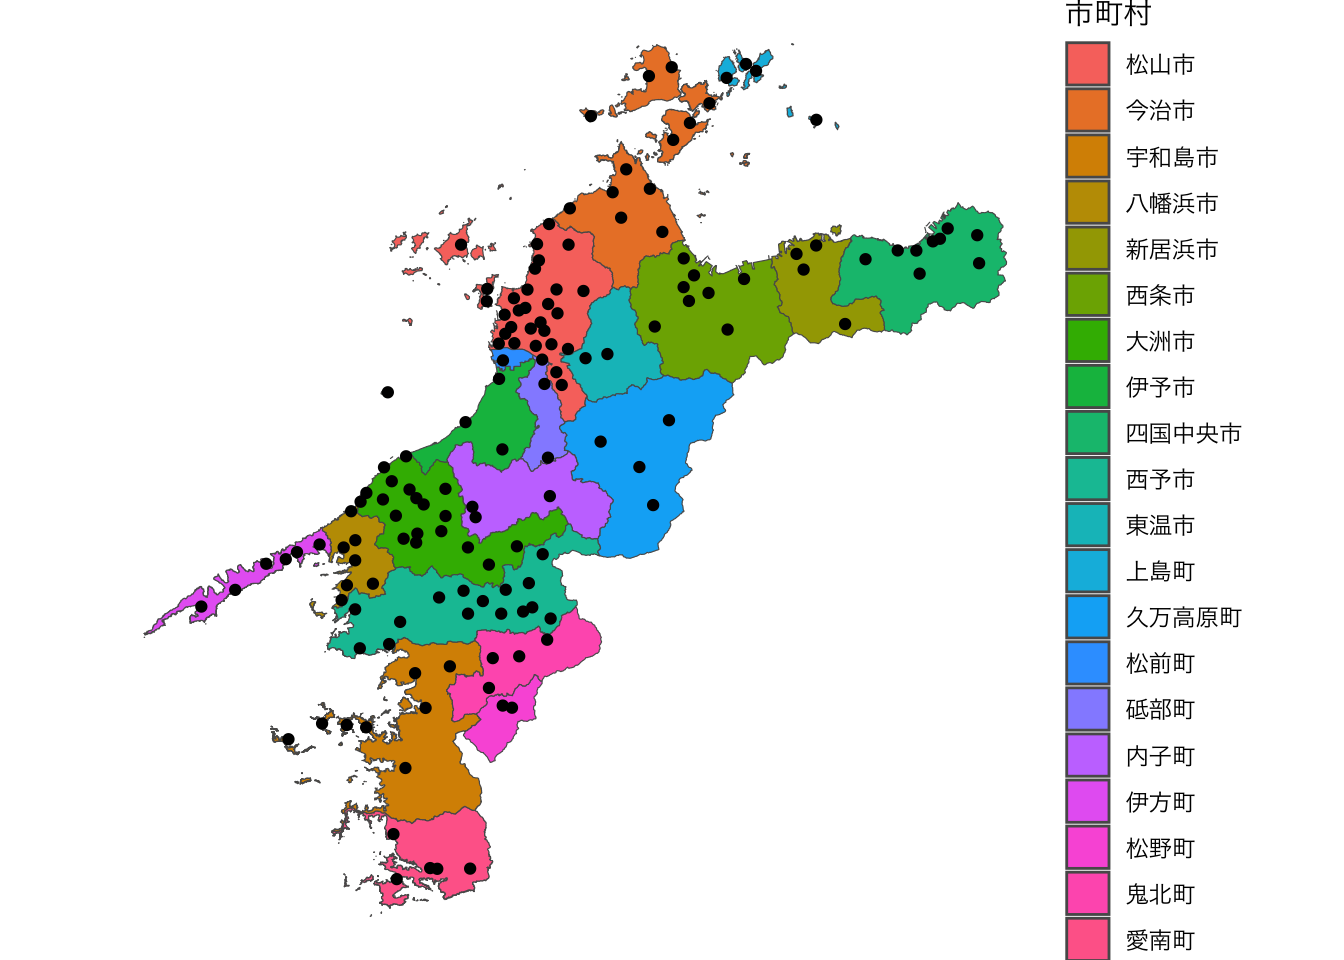 市町村
松山市
今治市
宇和島市
八幡浜市
新居浜市
西条市
大洲市
伊予市
四国中央市
西予市
東温市
上島町
久万高原町
松前町
砥部町
内子町
伊方町
松野町
鬼北町
愛南町